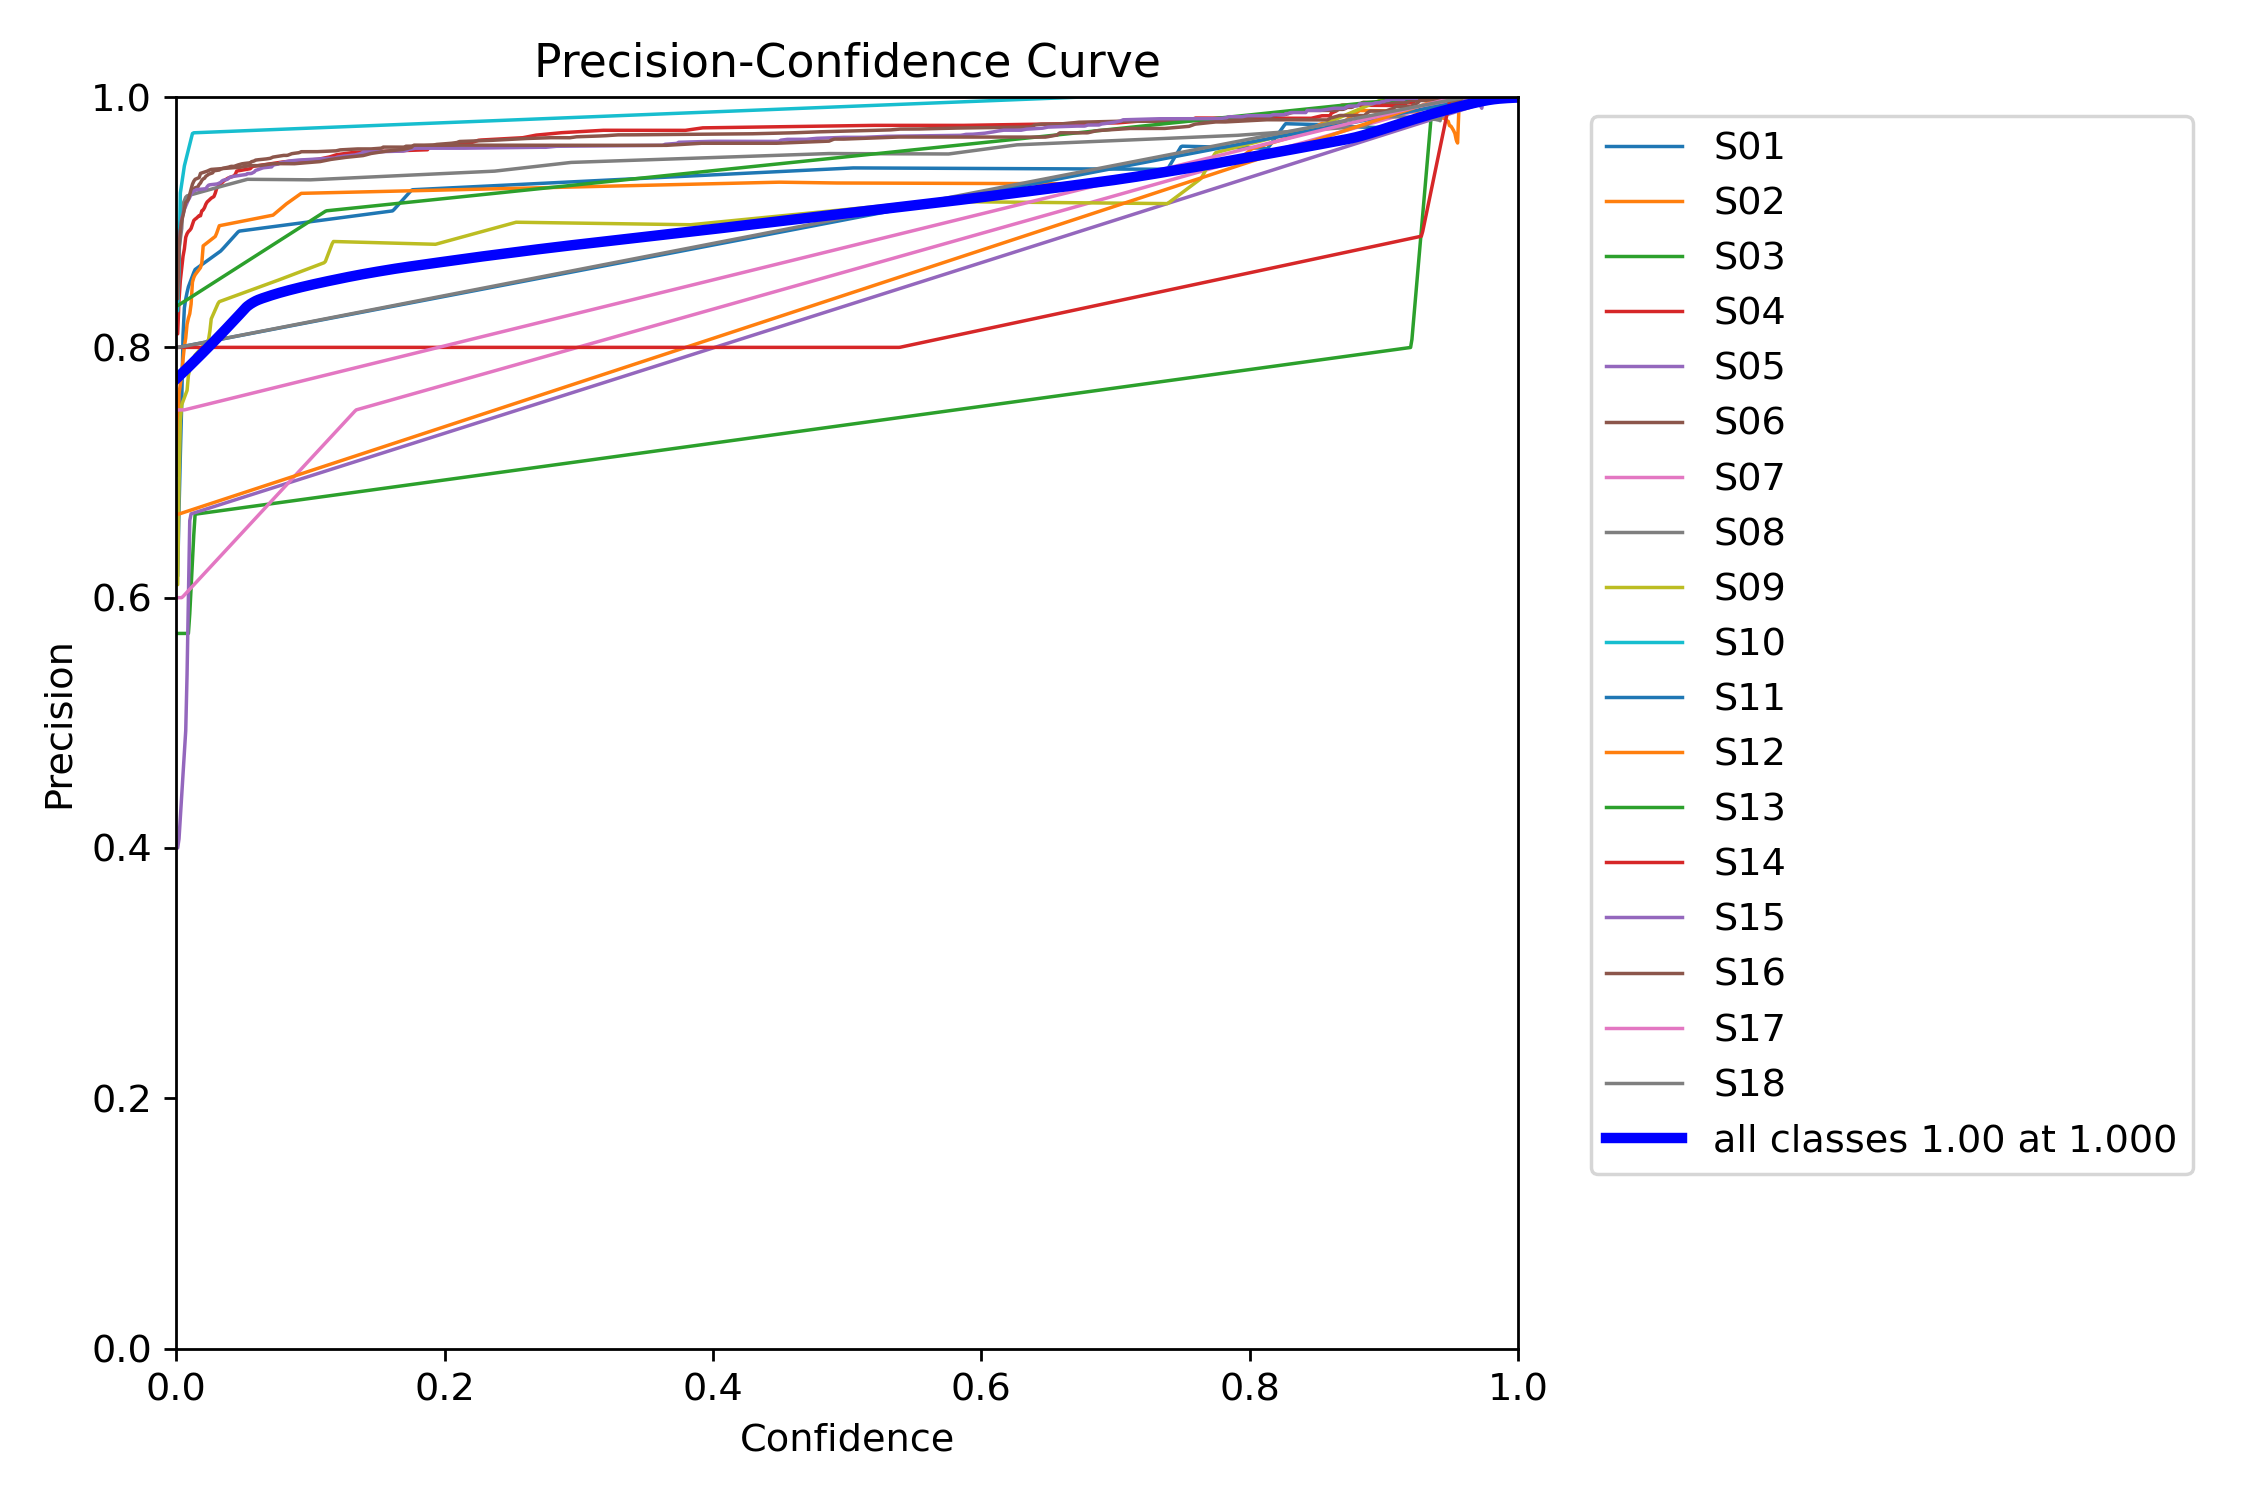 Precision-Confidence Curve
1.0
0.8
0.6
0.4
0.2
0.0
Precision
0.0 0.2 0.4 0.6 0.8 1.0
Confidence
S01
S02
S03
S04
S05
S06
S07
S08
S09
S10
S11
S12
S13
S14
S15
S16
S17
S18
all classes 1.00 at 1.000